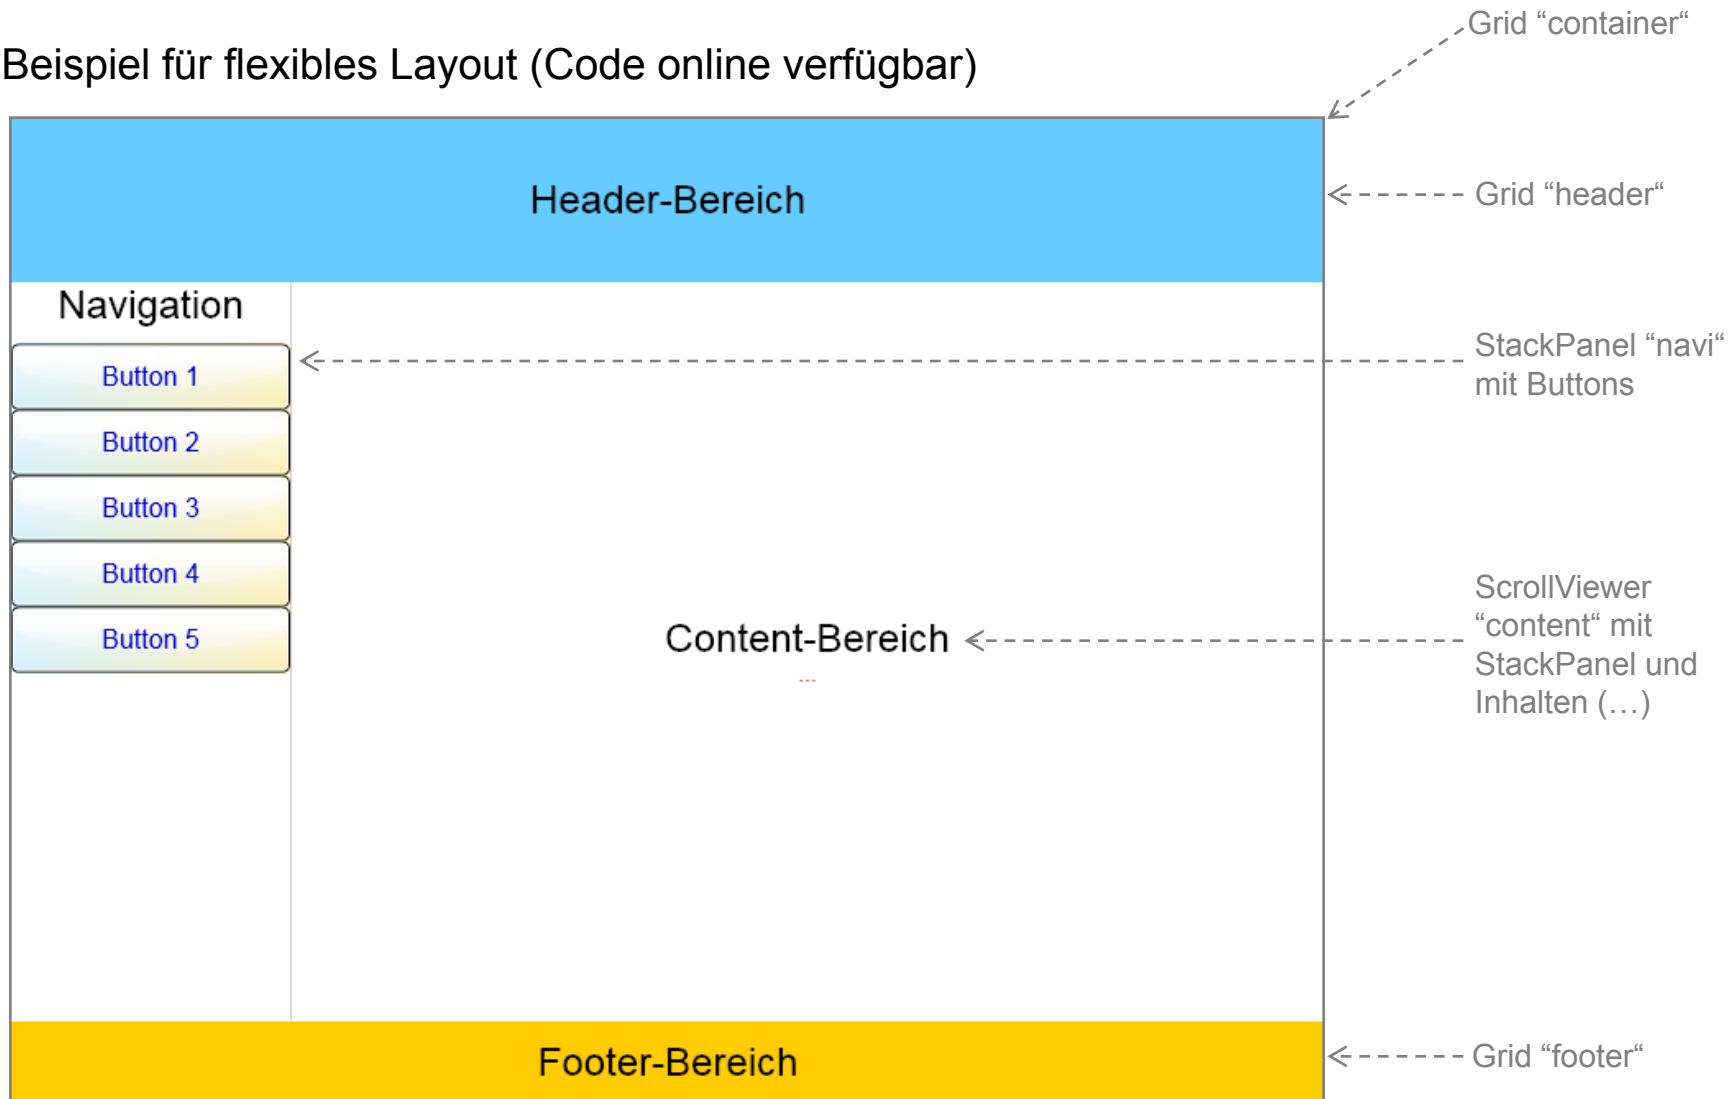 Grid “container“
Beispiel für flexibles Layout (Code online verfügbar)
Header-Bereich
Grid “header“
Navigation
Button 1
Button 2
Button 3
Button 4
Button 5
StackPanel “navi“
mit Buttons
Content-Bereich
...
ScrollViewer
“content“ mit
StackPanel und
Inhalten (…)
Footer-Bereich
Grid “footer“